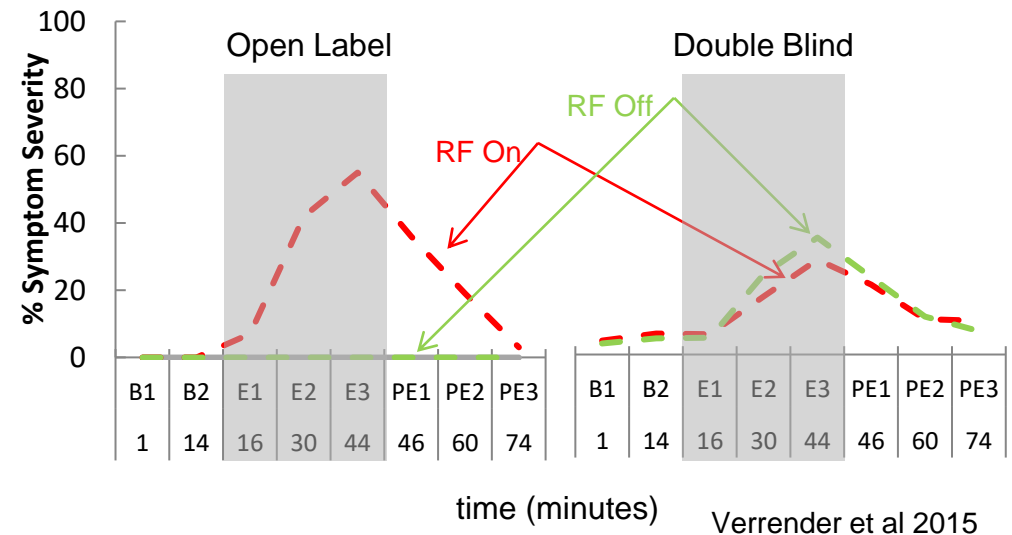 100
Open Label
Double Blind
80
RF Off
60
RF On
40
20
0
% Symptom Severity
B1 B2 E1 E2 E3 PE1 PE2 PE3
1 14 16 30 44 46 60 74
B1 B2 E1 E2 E3 PE1 PE2 PE3
1 14 16 30 44 46 60 74
time (minutes)
Verrender et al 2015